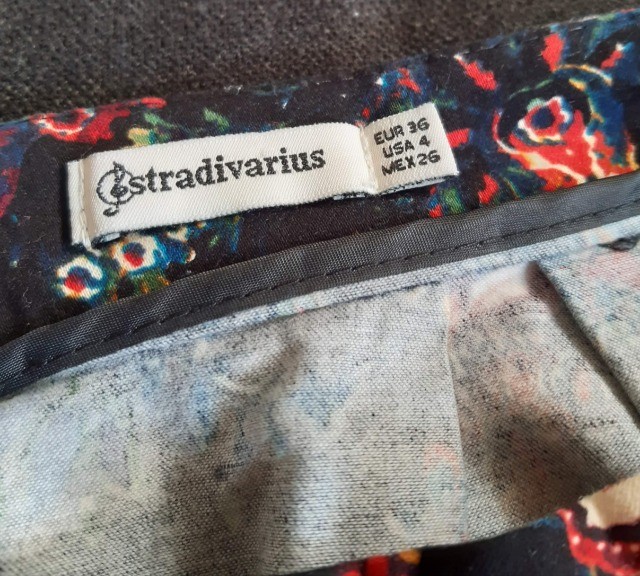 stradivarius
EUR 36
USA 4
MEX 26